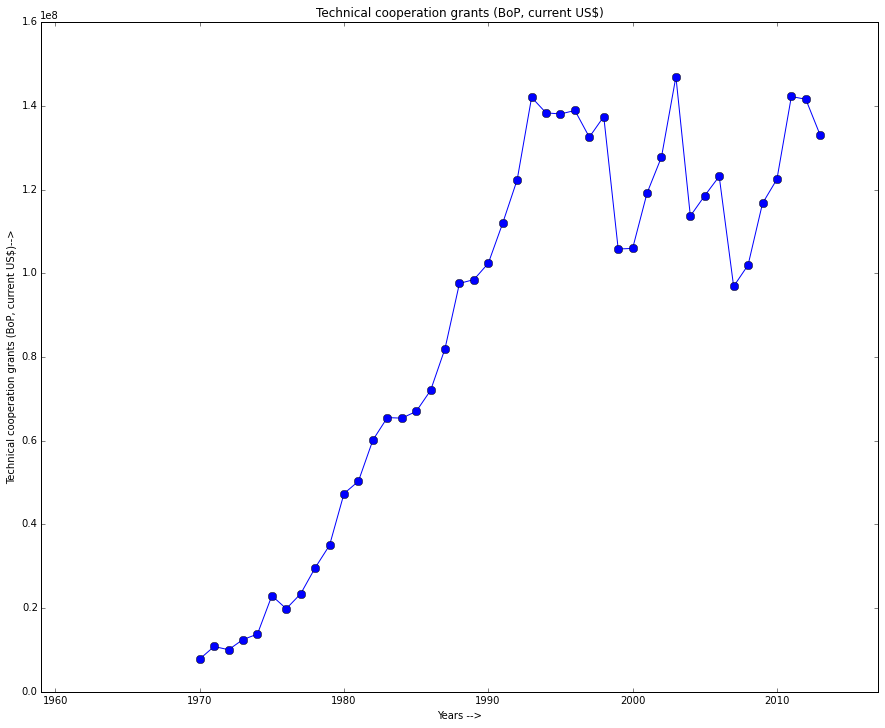 Technical cooperation grants (BoP, current US$)
1e8
1.6
1.4
1.2
1.0
0.8
0.6
0.4
0.2
0.0
Technical cooperation grants (BoP, current US$)-->
1960 1970 1980 1990 2000 2010
Years -->